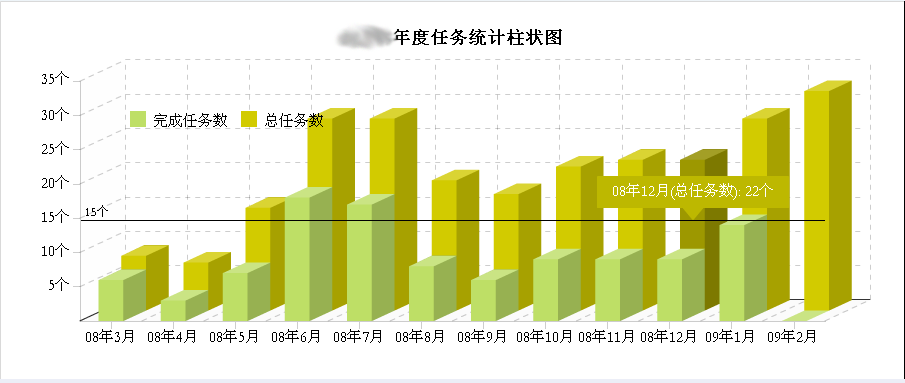 年度任务统计柱状图
35个
30个
25个
20个
15个
10个
5个
完成任务数 总任务数
15个
08年12月(总任务数): 22个
08年3月 08年4月 08年5月 08年6月 08年7月 08年8月 08年9月 08年10月 08年11月 08年12月 09年1月 09年2月